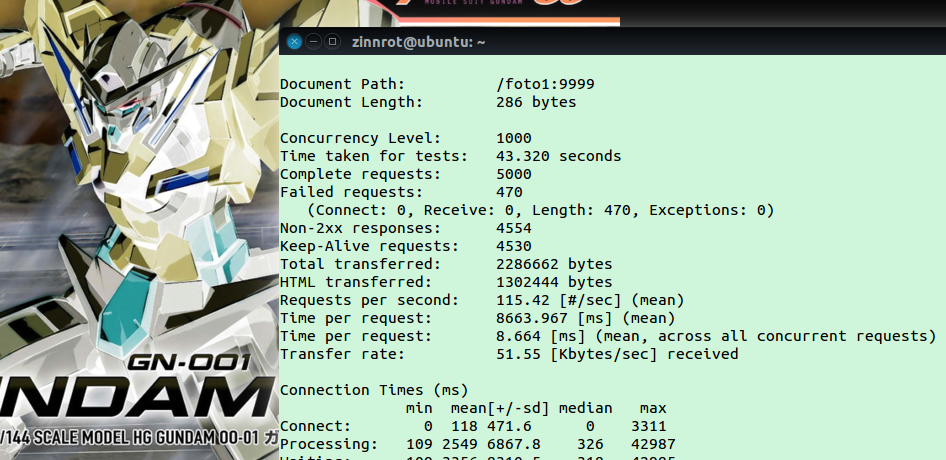 MOBILE SUIT GUNDAM
zinnrot@ubuntu: ~
Document Path: /foto1:9999
Document Length: 286 bytes
Concurrency Level: 1000
Time taken for tests: 43.320 seconds
Complete requests: 5000
Failed requests: 470
(Connect: 0, Receive: 0, Length: 470, Exceptions: 0)
Non-2xx responses: 4554
Keep-Alive requests: 4530
Total transferred: 2286662 bytes
HTML transferred: 1302444 bytes
Requests per second: 115.42 [#/sec] (mean)
Time per request: 8663.967 [ms] (mean)
Time per request: 8.664 [ms] (mean, across all concurrent requests)
Transfer rate: 51.55 [Kbytes/sec] received
Connection Times (ms)
min mean[+/-sd] median max
Connect: 0 118 471.6 0 3311
Processing: 109 2549 6867.8 326 42987
GN-001
NDAM
/144 SCALE MODEL HG GUNDAM 00-01 ガ